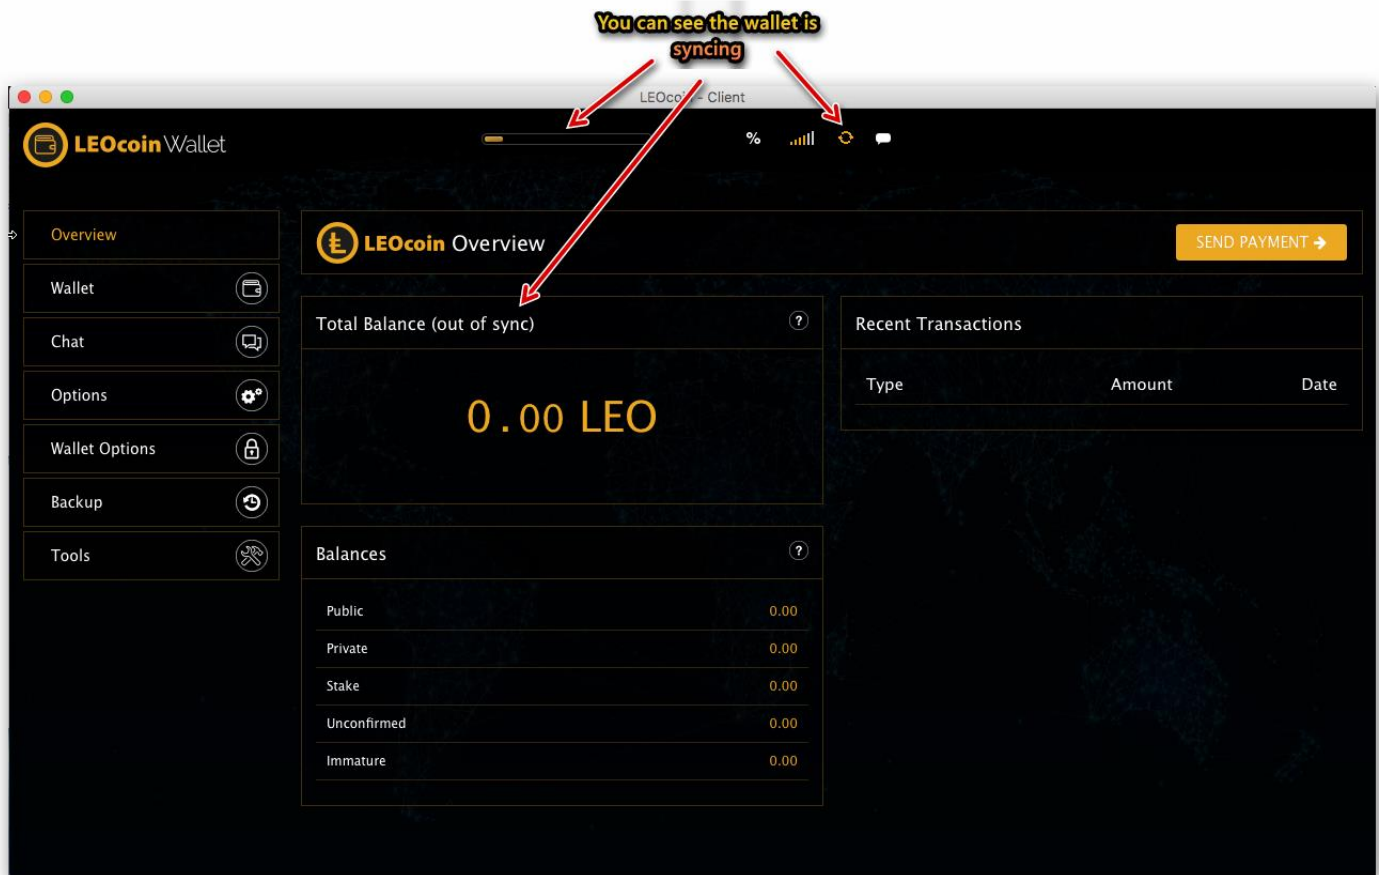 You can see the wallet is
syncing
LEOcoin - Client
LEOcoin Wallet
%
Overview
Wallet
Chat
Options
Wallet Options
Backup
Tools
LEOcoin Overview
SEND PAYMENT
Total Balance (out of sync)
?
0.00 LEO
Recent Transactions
Type Amount Date
Balances
?
Public 0.00
Private 0.00
Stake 0.00
Unconfirmed 0.00
Immature 0.00